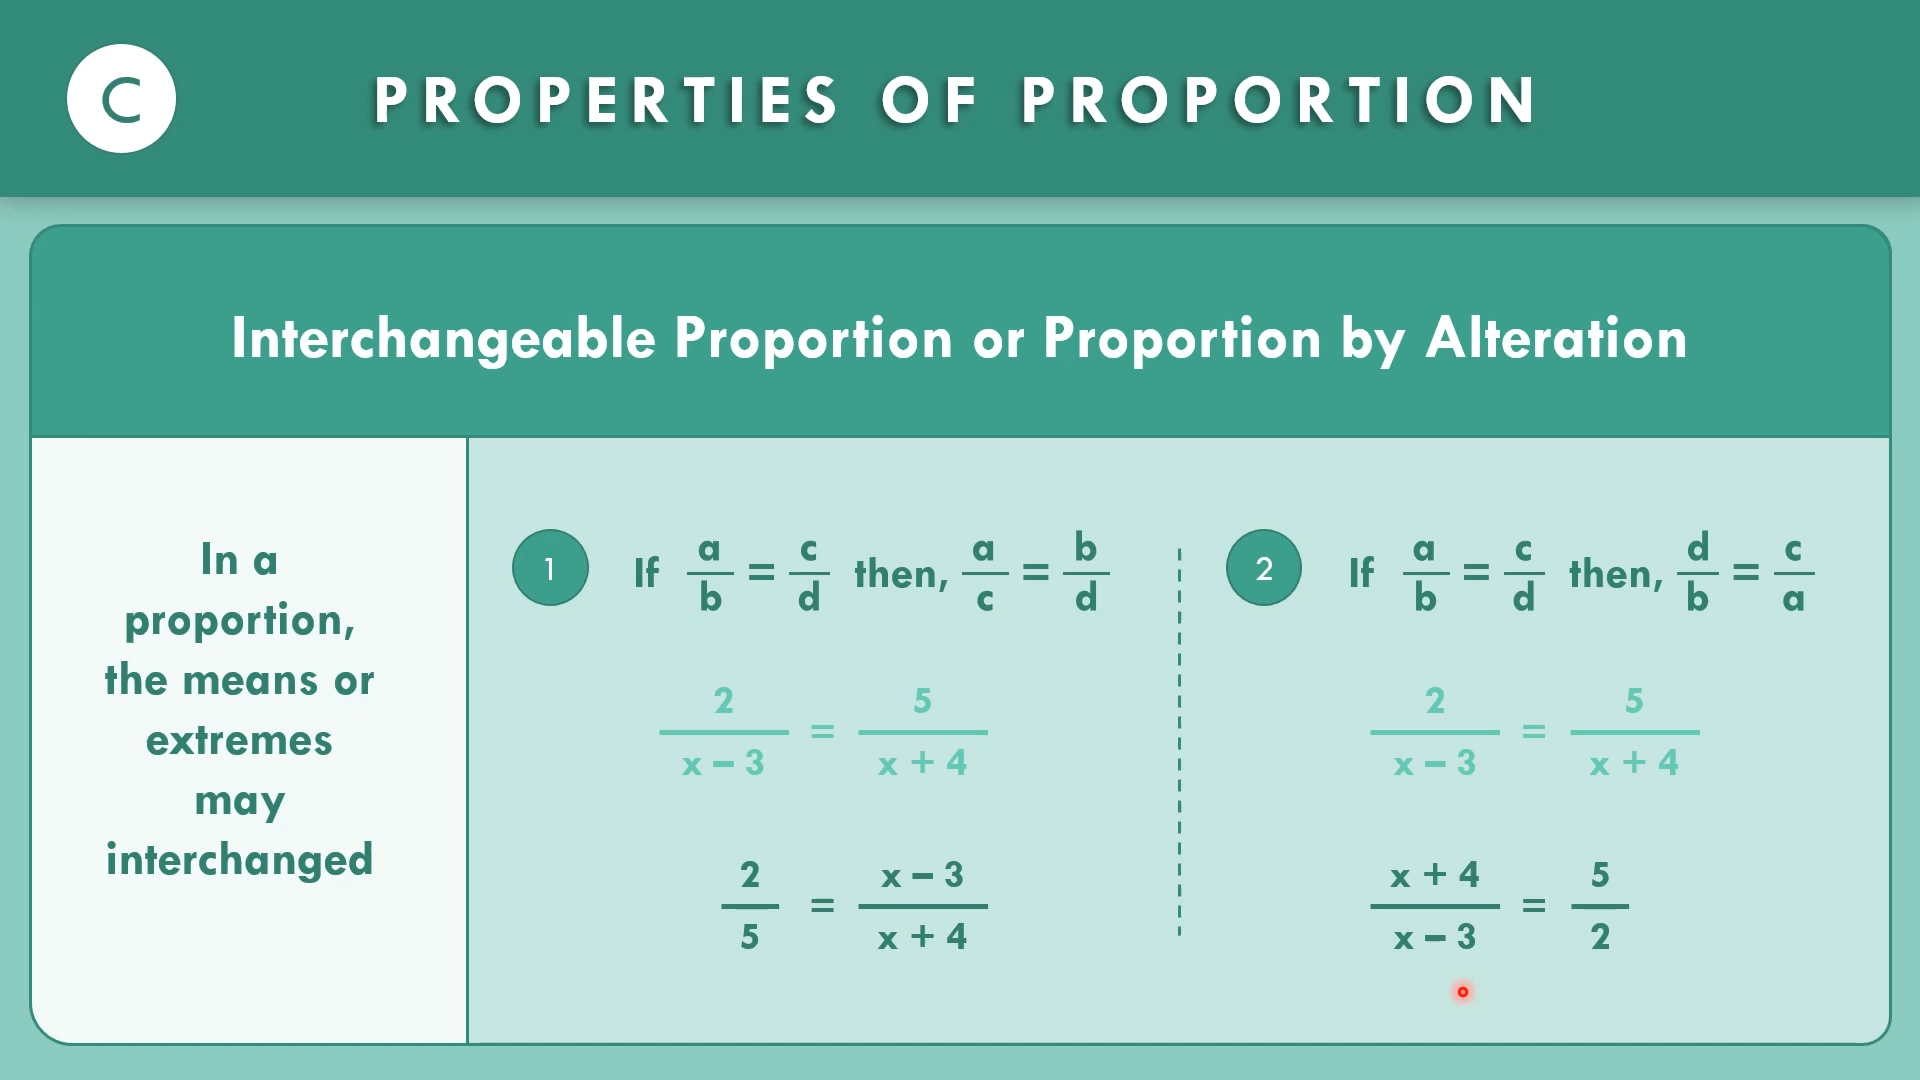 C
PROPERTIES OF PROPORTION
Interchangeable Proportion or Proportion by Alteration
In a
proportion,
the means or
extremes
may
interchanged
1 If a/b = c/d then, a/c = b/d
2/(x – 3) = 5/(x + 4)
2/5 = (x – 3)/(x + 4)
2 If a/b = c/d then, d/b = c/a
2/(x – 3) = 5/(x + 4)
(x + 4)/(x – 3) = 5/2